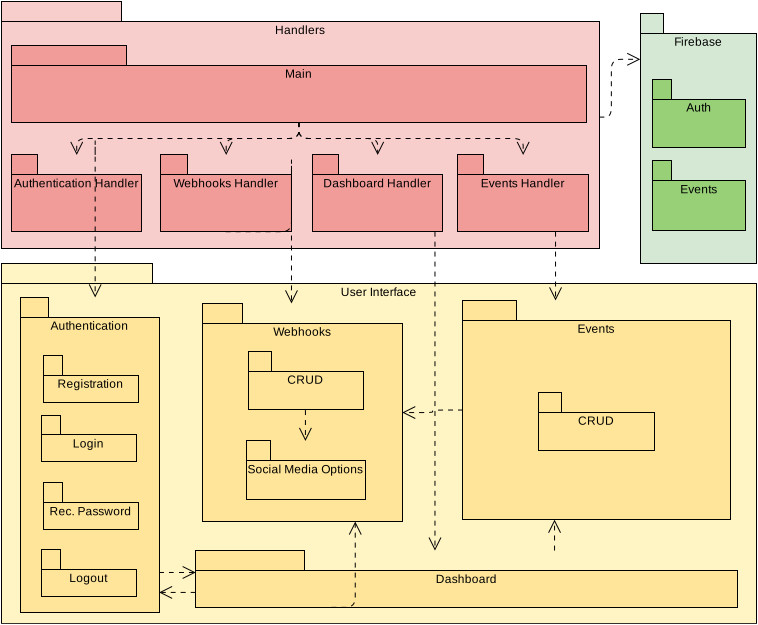 Handlers
Main
Authentication Handler
Webhooks Handler
Dashboard Handler
Events Handler
Firebase
Auth
Events
User Interface
Authentication
Registration
Login
Rec. Password
Logout
Webhooks
CRUD
Social Media Options
Events
CRUD
Dashboard